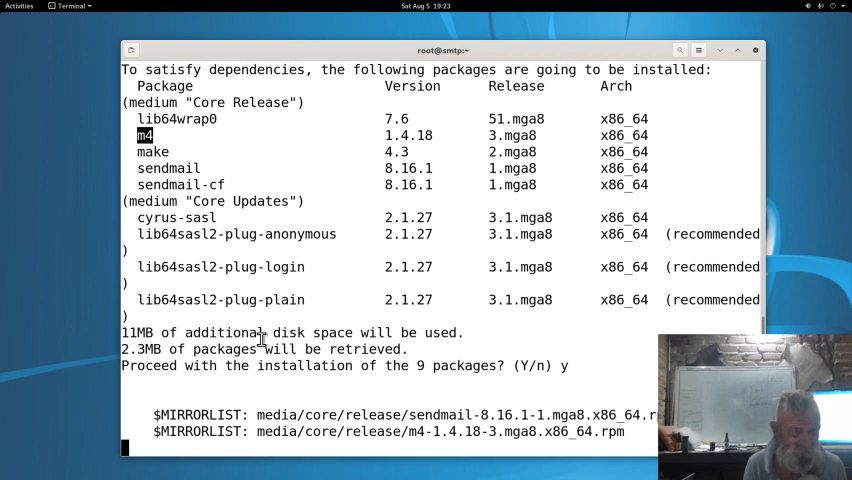 Activities
Terminal
Sat Aug 5 19:23
root@smtp:~
To satisfy dependencies, the following packages are going to be installed:
Package Version Release Arch
(medium "Core Release")
lib64wrap0 7.6 51.mga8 x86_64
m4 1.4.18 3.mga8 x86_64
make 4.3 2.mga8 x86_64
sendmail 8.16.1 1.mga8 x86_64
sendmail-cf 8.16.1 1.mga8 x86_64
(medium "Core Updates")
cyrus-sasl 2.1.27 3.1.mga8 x86_64
lib64sasl2-plug-anonymous 2.1.27 3.1.mga8 x86_64 (recommended
)
lib64sasl2-plug-login 2.1.27 3.1.mga8 x86_64 (recommended
)
lib64sasl2-plug-plain 2.1.27 3.1.mga8 x86_64 (recommended
)
11MB of additional disk space will be used.
2.3MB of packages will be retrieved.
Proceed with the installation of the 9 packages? (Y/n) y
$MIRRORLIST: media/core/release/sendmail-8.16.1-1.mga8.x86_64.rp
$MIRRORLIST: media/core/release/m4-1.4.18-3.mga8.x86_64.rpm